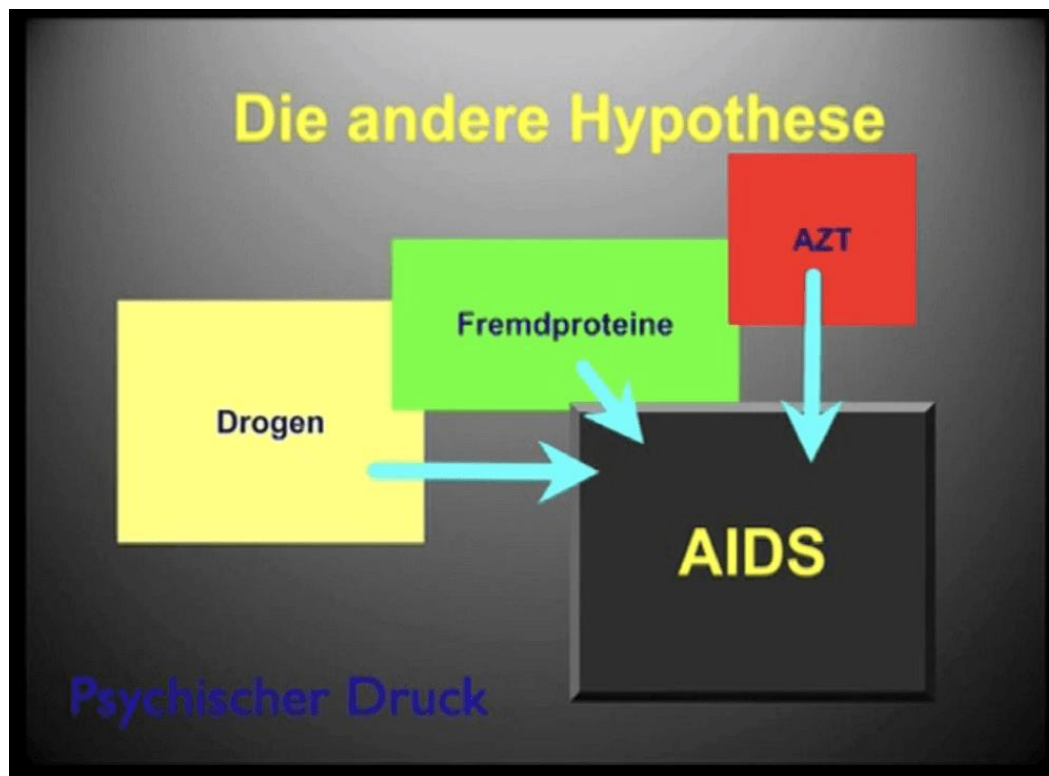 Die andere Hypothese
AZT
Fremdproteine
Drogen
AIDS
Psychischer Druck